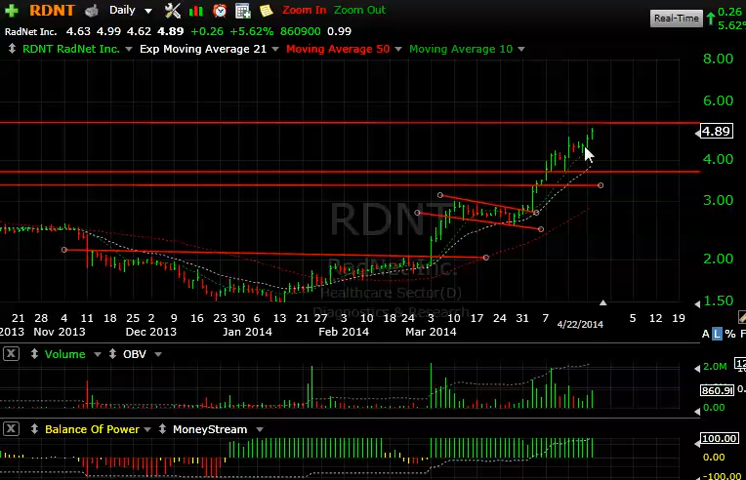 RDNT Daily Zoom In Zoom Out Real-Time 0.26
5.62%
RadNet Inc. 4.63 4.99 4.62 4.89 +0.26 +5.62% 860900 0.99
RDNT RadNet Inc. Exp Moving Average 21 Moving Average 50 Moving Average 10
8.00
6.00
4.89
4.00
3.00
RDNT
2.00
RadNet Inc.
Healthcare Sector(D)
1.50
Diagnostics & Research
21 28 4 11 18 25 2 9 16 23 30 6 13 21 27 3 10 18 24 3 10 17 24 31 7 4/22/2014 5 12 19
2013 Nov 2013 Dec 2013 Jan 2014 Feb 2014 Mar 2014
A L %
X Volume OBV
2.0M
860.9
0.00
X Balance Of Power MoneyStream
100.00
0.00
-100.00